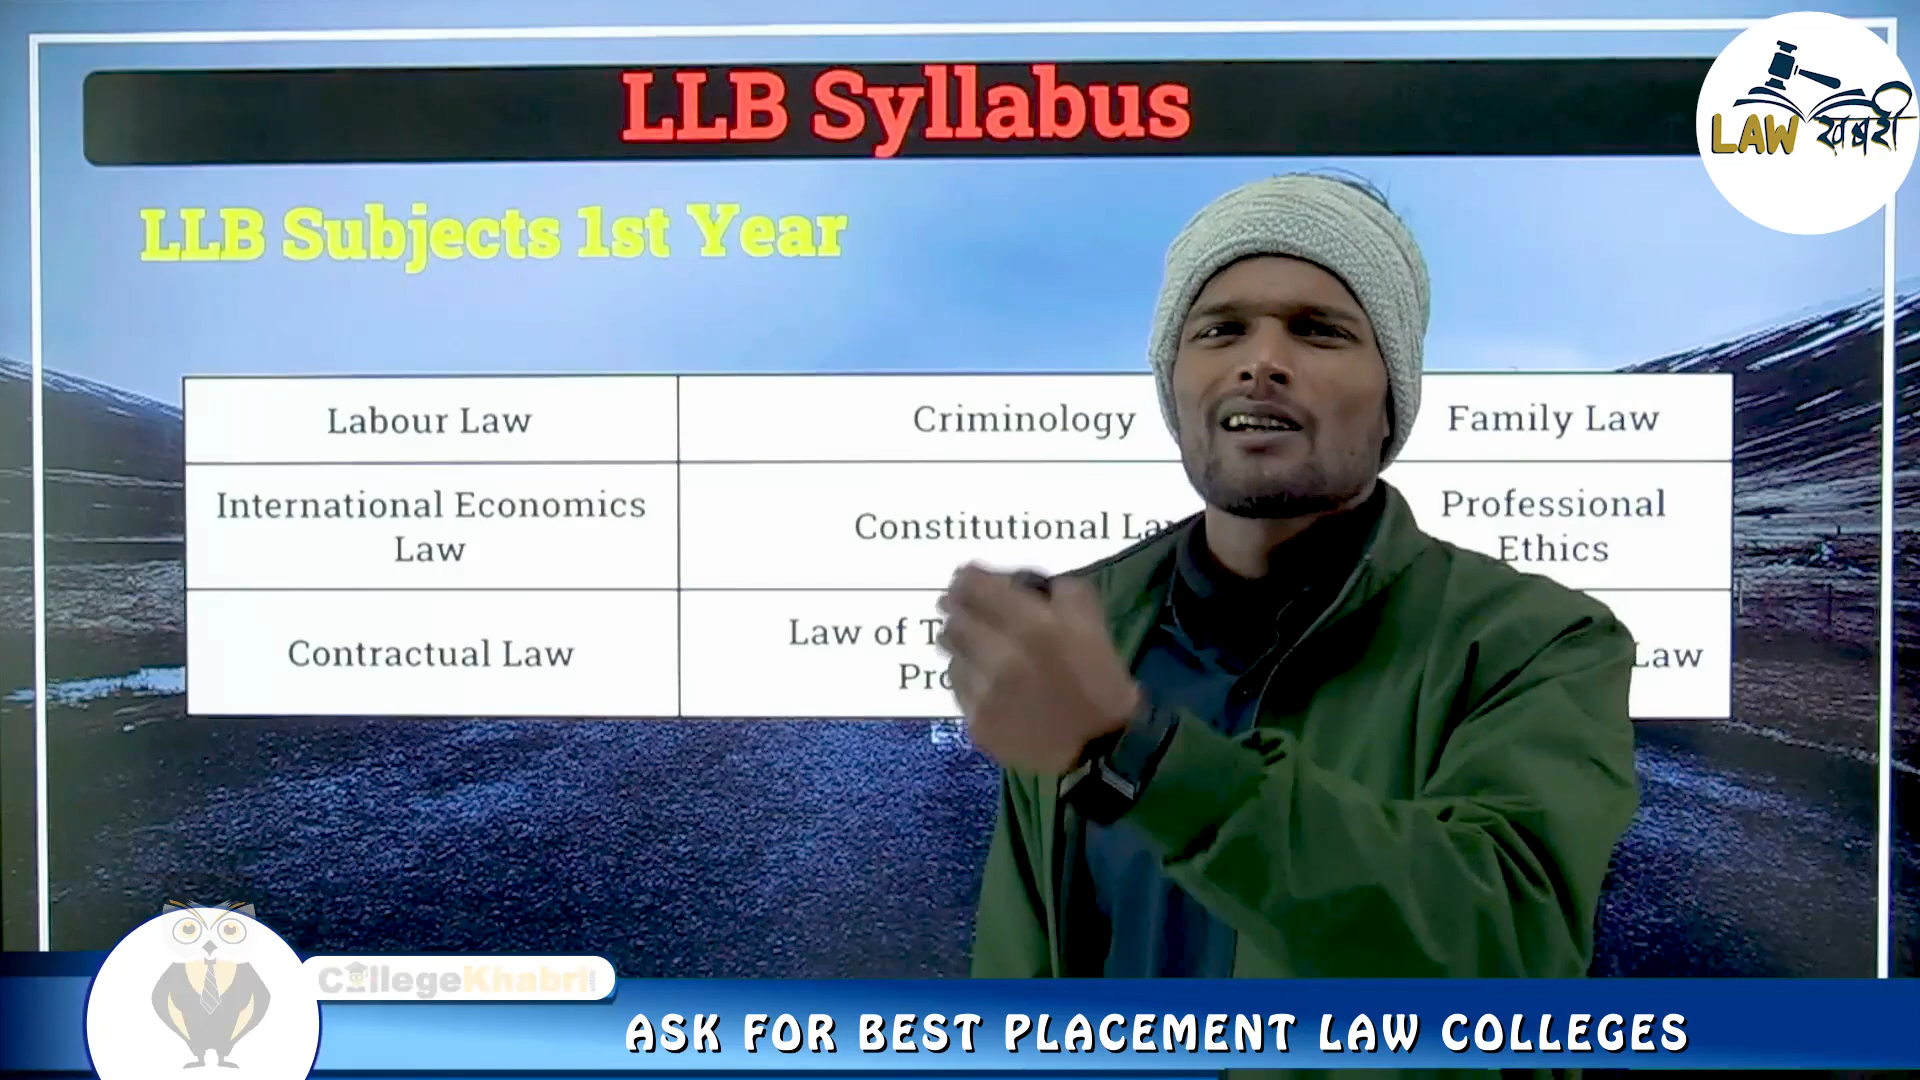 LLB Syllabus
LAW खबरी
LLB Subjects 1st Year
Labour Law
Criminology
Family Law
International Economics
Law
Constitutional
Professional
Ethics
Contractual Law
Law of
Law
CollegeKhabri
ASK FOR BEST PLACEMENT LAW COLLEGES